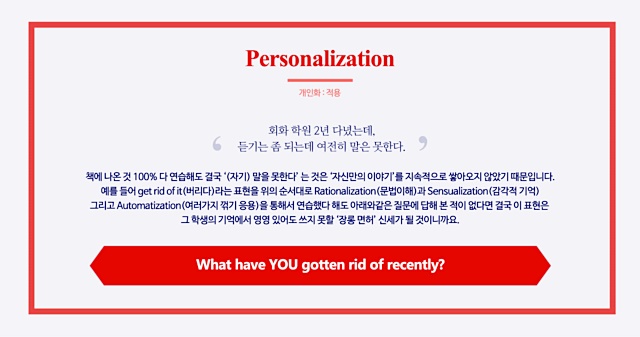 Personalization
개인화 : 적용
회화 학원 2년 다녔는데,
‘ 듣기는 좀 되는데 여전히 말은 못한다. ’
책에 나온 것 100% 다 연습해도 결국 ‘(자기) 말을 못한다’ 는 것은 ‘자신만의 이야기’를 지속적으로 쌓아오지 않았기 때문입니다.
예를 들어 get rid of it (버리다)라는 표현을 위의 순서대로 Rationalization (문법이해)과 Sensualization (감각적 기억)
그리고 Automatization (여러가지 꺾기 응용)을 통해서 연습했다 해도 아래와같은 질문에 답해 본 적이 없다면 결국 이 표현은
그 학생의 기억에서 영영 있어도 쓰지 못할 ‘장롱 면허’ 신세가 될 것이니까요.
What have YOU gotten rid of recently?